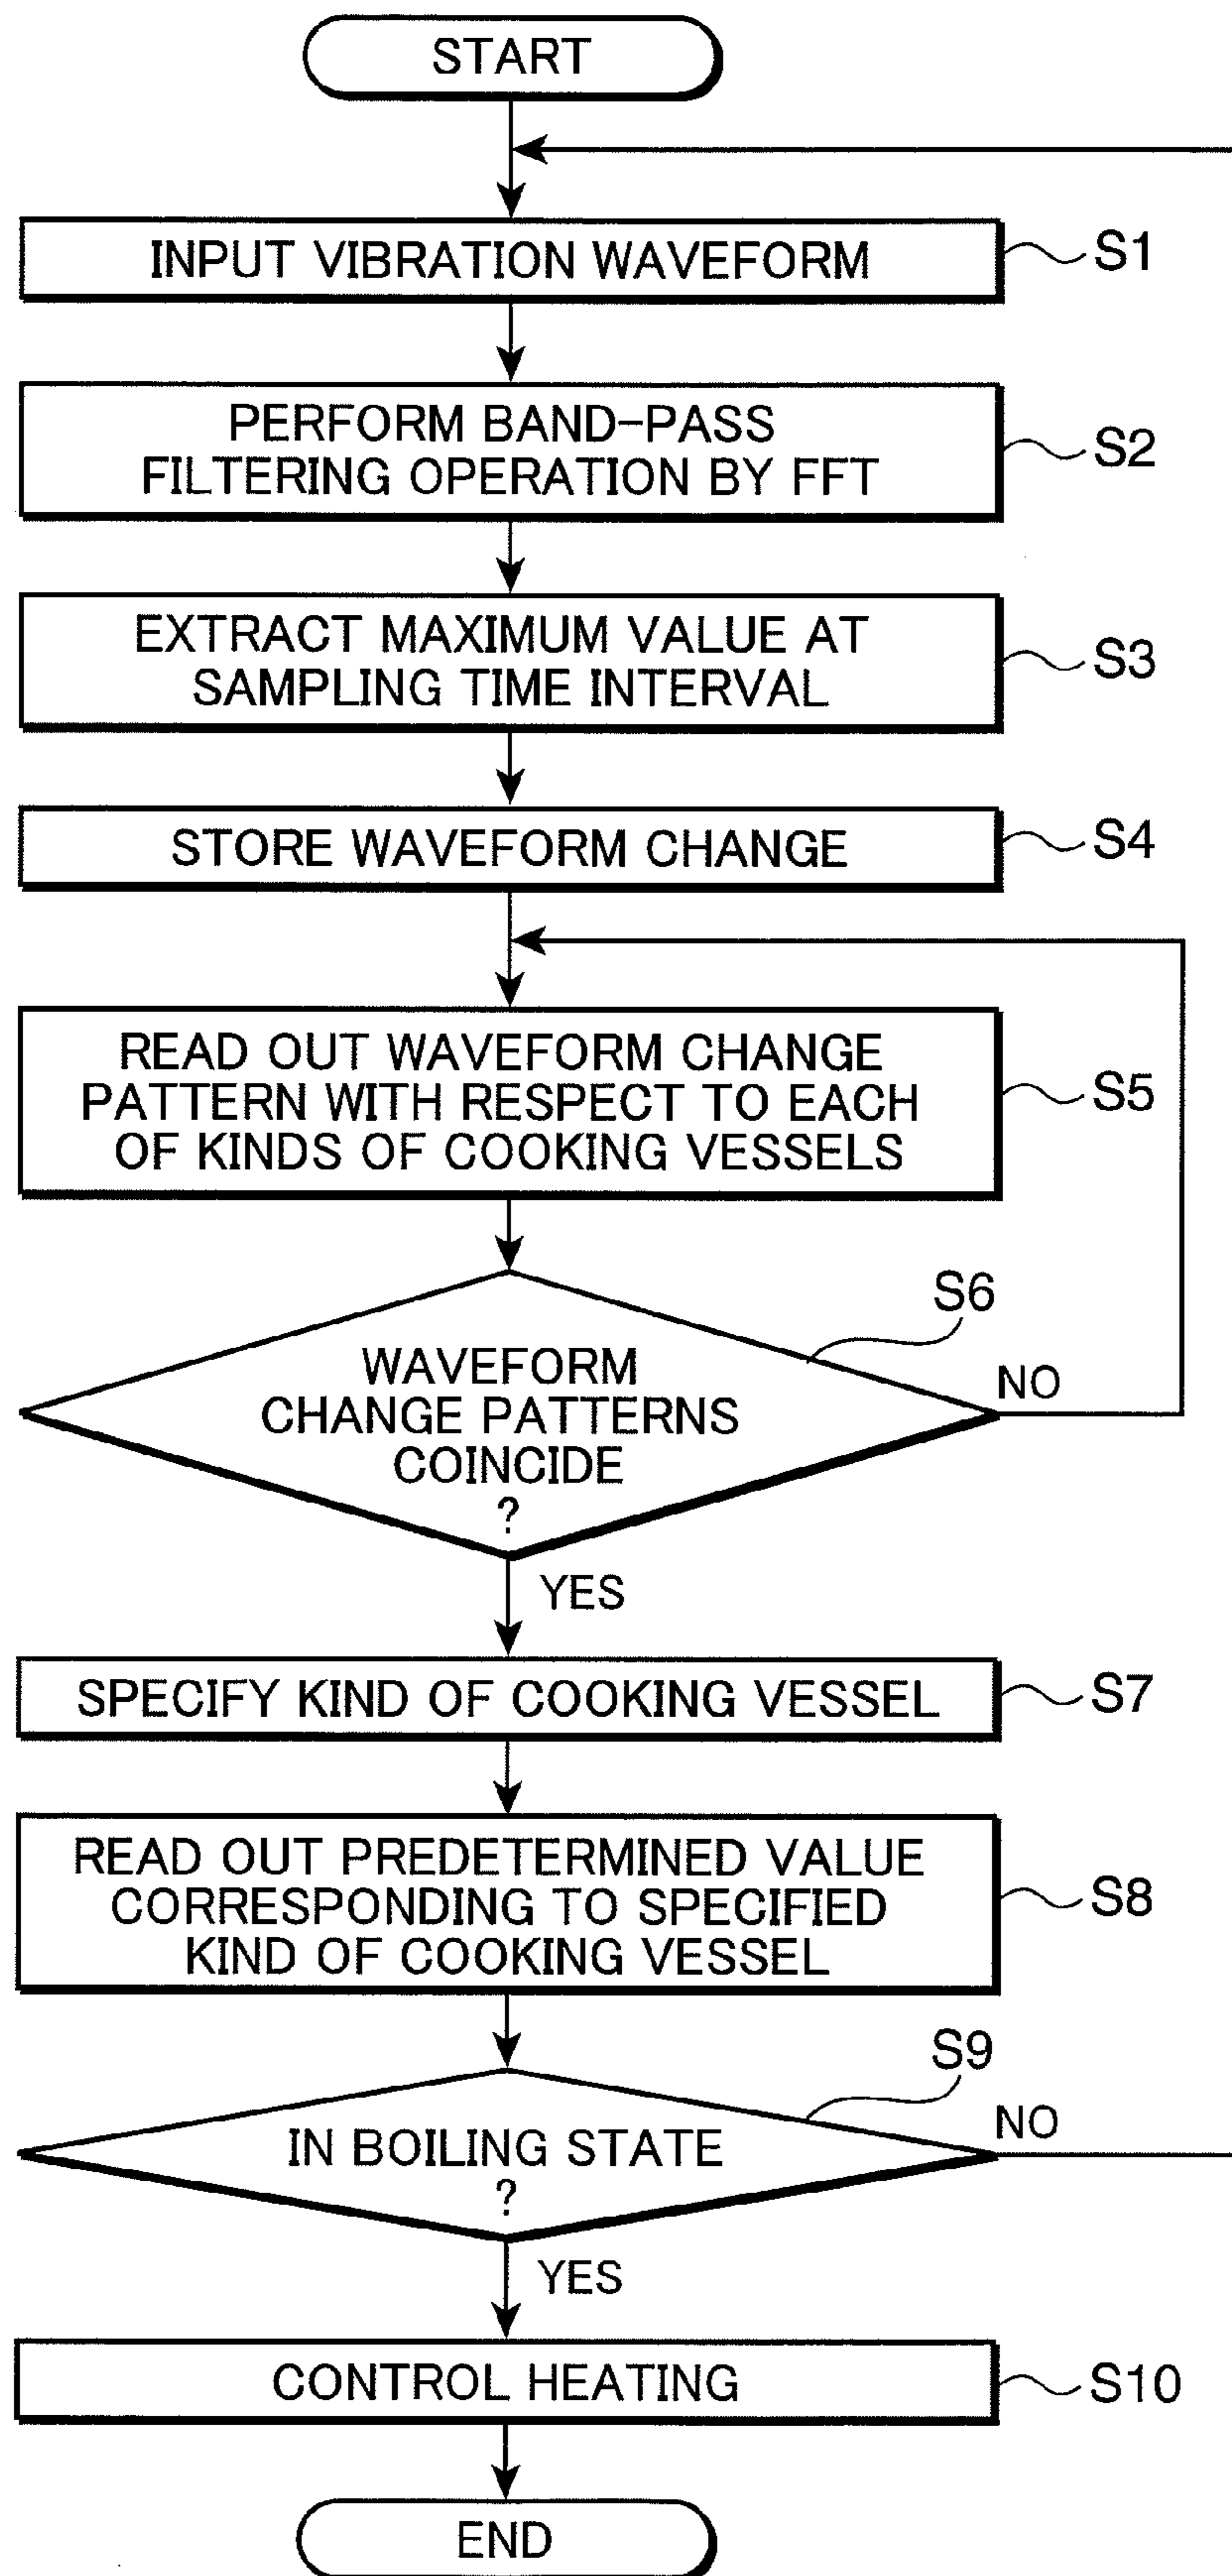 START
INPUT VIBRATION WAVEFORM
S1
PERFORM BAND-PASS
FILTERING OPERATION BY FFT
S2
EXTRACT MAXIMUM VALUE AT
SAMPLING TIME INTERVAL
S3
STORE WAVEFORM CHANGE
S4
READ OUT WAVEFORM CHANGE
PATTERN WITH RESPECT TO EACH
OF KINDS OF COOKING VESSELS
S5
S6
WAVEFORM
CHANGE PATTERNS
COINCIDE
?
NO
YES
SPECIFY KIND OF COOKING VESSEL
S7
READ OUT PREDETERMINED VALUE
CORRESPONDING TO SPECIFIED
KIND OF COOKING VESSEL
S8
S9
IN BOILING STATE
?
NO
YES
CONTROL HEATING
S10
END